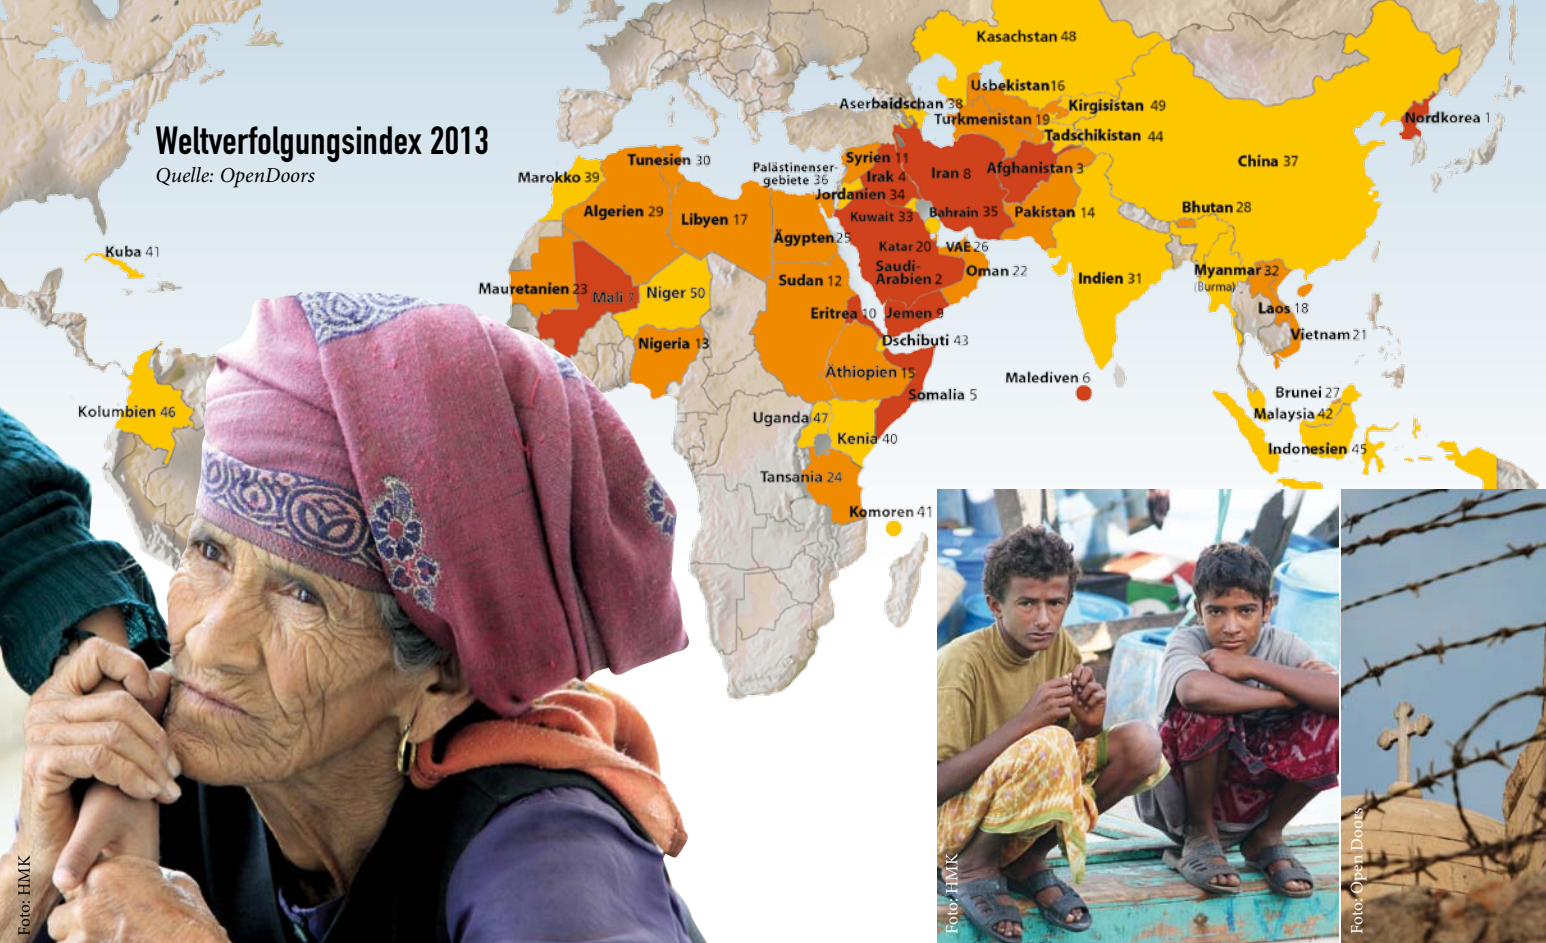 Weltverfolgungsindex 2013
Quelle: OpenDoors
Kasachstan 48
Usbekistan16
Aserbaidschan 38
Kirgisistan 49
Turkmenistan 19
Nordkorea 1
Tadschikistan 44
Tunesien 30
Syrien 11
China 37
Palästinenser-
gebiete 36
Afghanistan 3
Marokko 39
Irak 4
Iran 8
Jordanien 34
Algerien 29
Libyen 17
Kuwait 33
Bahrain 35
Pakistan 14
Bhutan 28
Ägypten 25
Katar 20
VAE 26
Kuba 41
Saudi-
Arabien 2
Oman 22
Indien 31
Myanmar 32
(Burma)
Mauretanien 23
Mali 7
Niger 50
Sudan 12
Eritrea 10
Jemen 9
Laos 18
Nigeria 13
Dschibuti 43
Vietnam 21
Äthiopien 15
Malediven 6
Somalia 5
Brunei 27
Kolumbien 46
Uganda 47
Malaysia 42
Kenia 40
Indonesien 45
Tansania 24
Komoren 41
Foto: HMK
Foto: HMK
Foto: Open Doors